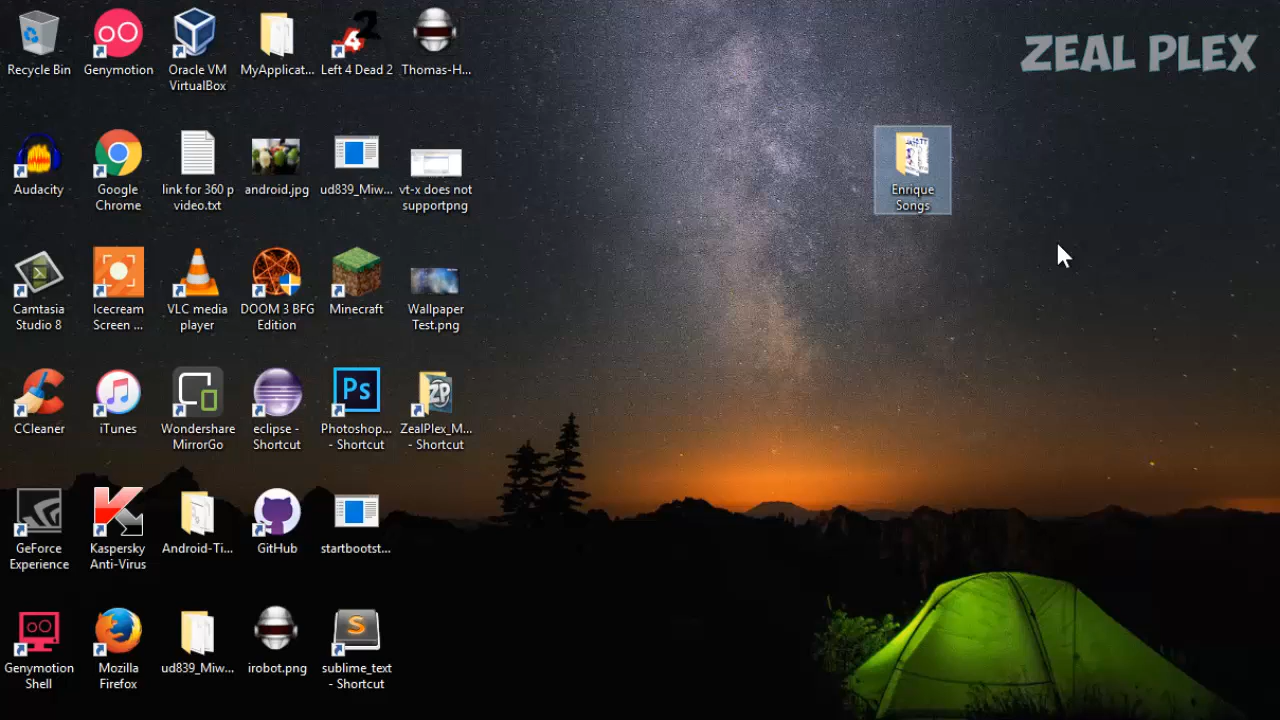 ZEAL PLEX
Recycle Bin
Genymotion
Oracle VM
VirtualBox
MyApplicat...
Left 4 Dead 2
Thomas-H...
Audacity
Google
Chrome
link for 360 p
video.txt
android.jpg
ud839_Miw...
vt-x does not
supportpng
Enrique
Songs
Camtasia
Studio 8
Icecream
Screen ...
VLC media
player
DOOM 3 BFG
Edition
Minecraft
Wallpaper
Test.png
CCleaner
iTunes
Wondershare
MirrorGo
eclipse -
Shortcut
Ps
Photoshop...
- Shortcut
ZP
ZealPlex_M...
- Shortcut
GeForce
Experience
Kaspersky
Anti-Virus
Android-Ti...
GitHub
startbootst...
Genymotion
Shell
Mozilla
Firefox
ud839_Miw...
irobot.png
S
sublime_text
- Shortcut